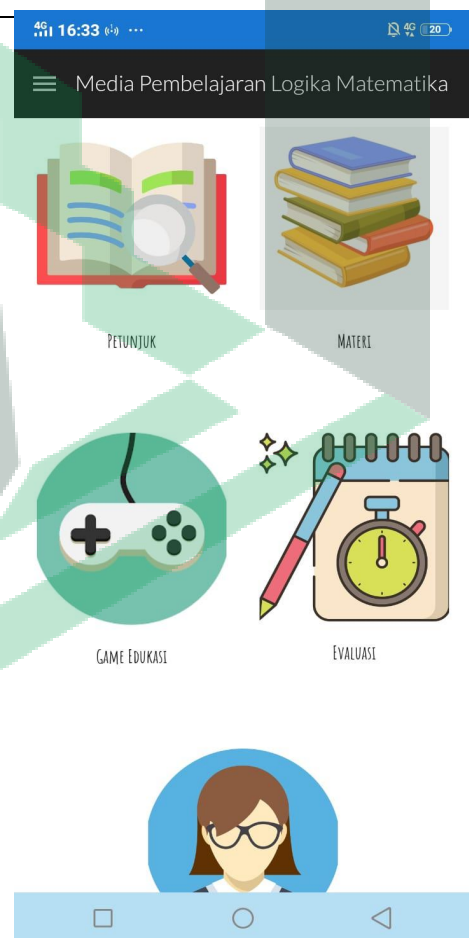 4G 16:33 ··· 4G 20
Media Pembelajaran Logika Matematika
Petunjuk Materi
Game Edukasi Evaluasi